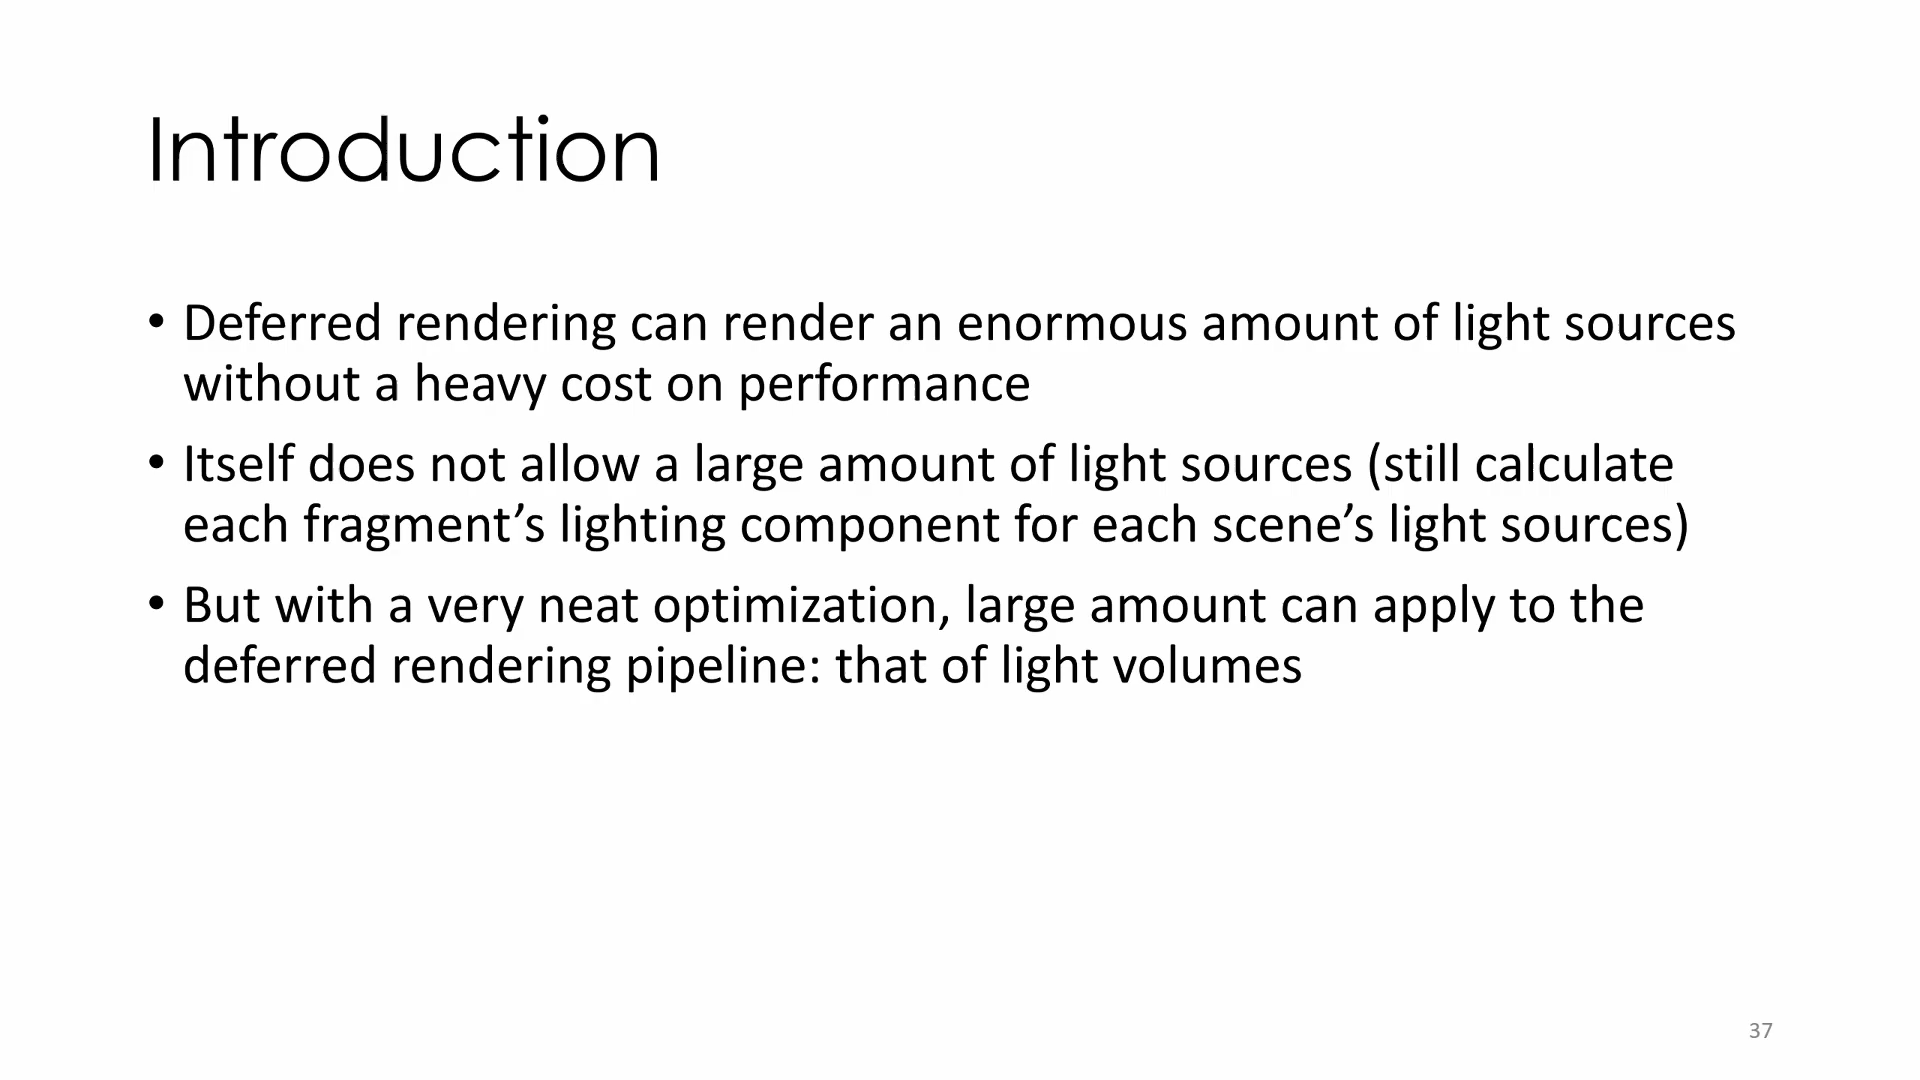 Introduction
• Deferred rendering can render an enormous amount of light sources
without a heavy cost on performance
• Itself does not allow a large amount of light sources (still calculate
each fragment’s lighting component for each scene’s light sources)
• But with a very neat optimization, large amount can apply to the
deferred rendering pipeline: that of light volumes
37